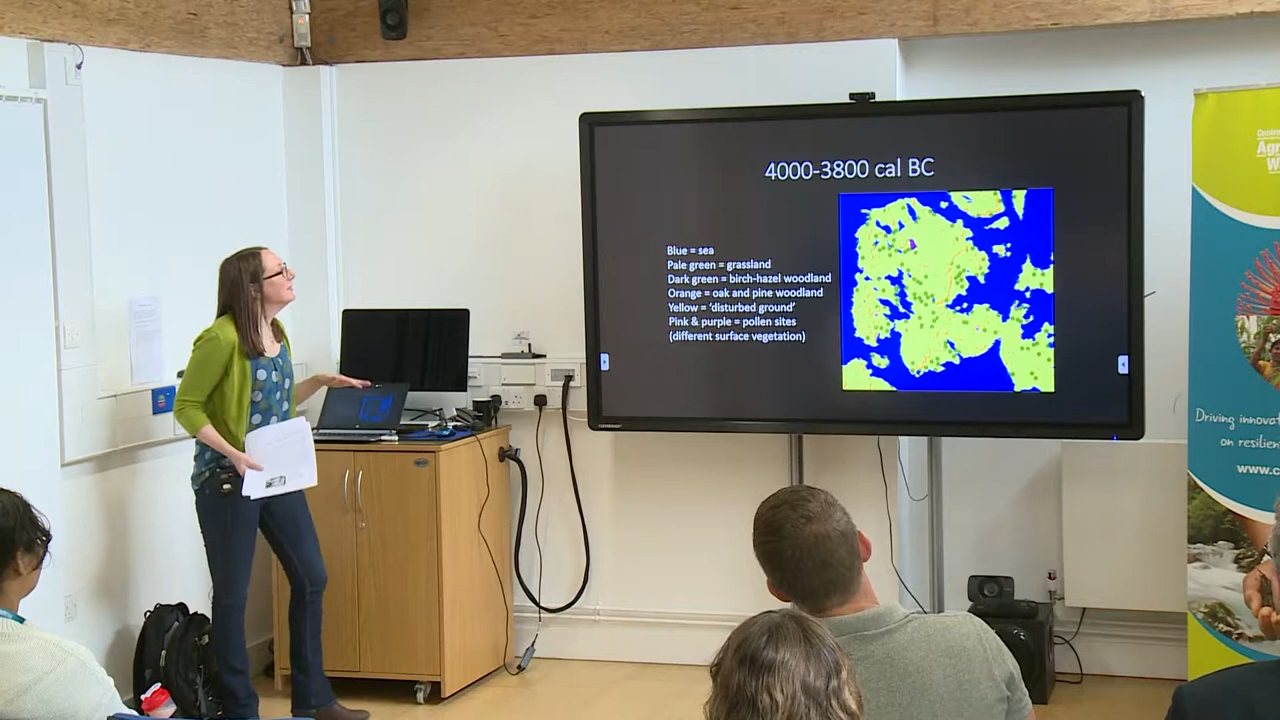 4000-3800 cal BC
Blue = sea
Pale green = grassland
Dark green = birch-hazel woodland
Orange = oak and pine woodland
Yellow = ‘disturbed ground’
Pink & purple = pollen sites
(different surface vegetation)
Driving innovat
on resilien
www.c